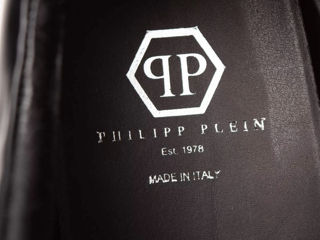 PP
PHILIPP PLEIN
Est. 1978
MADE IN ITALY